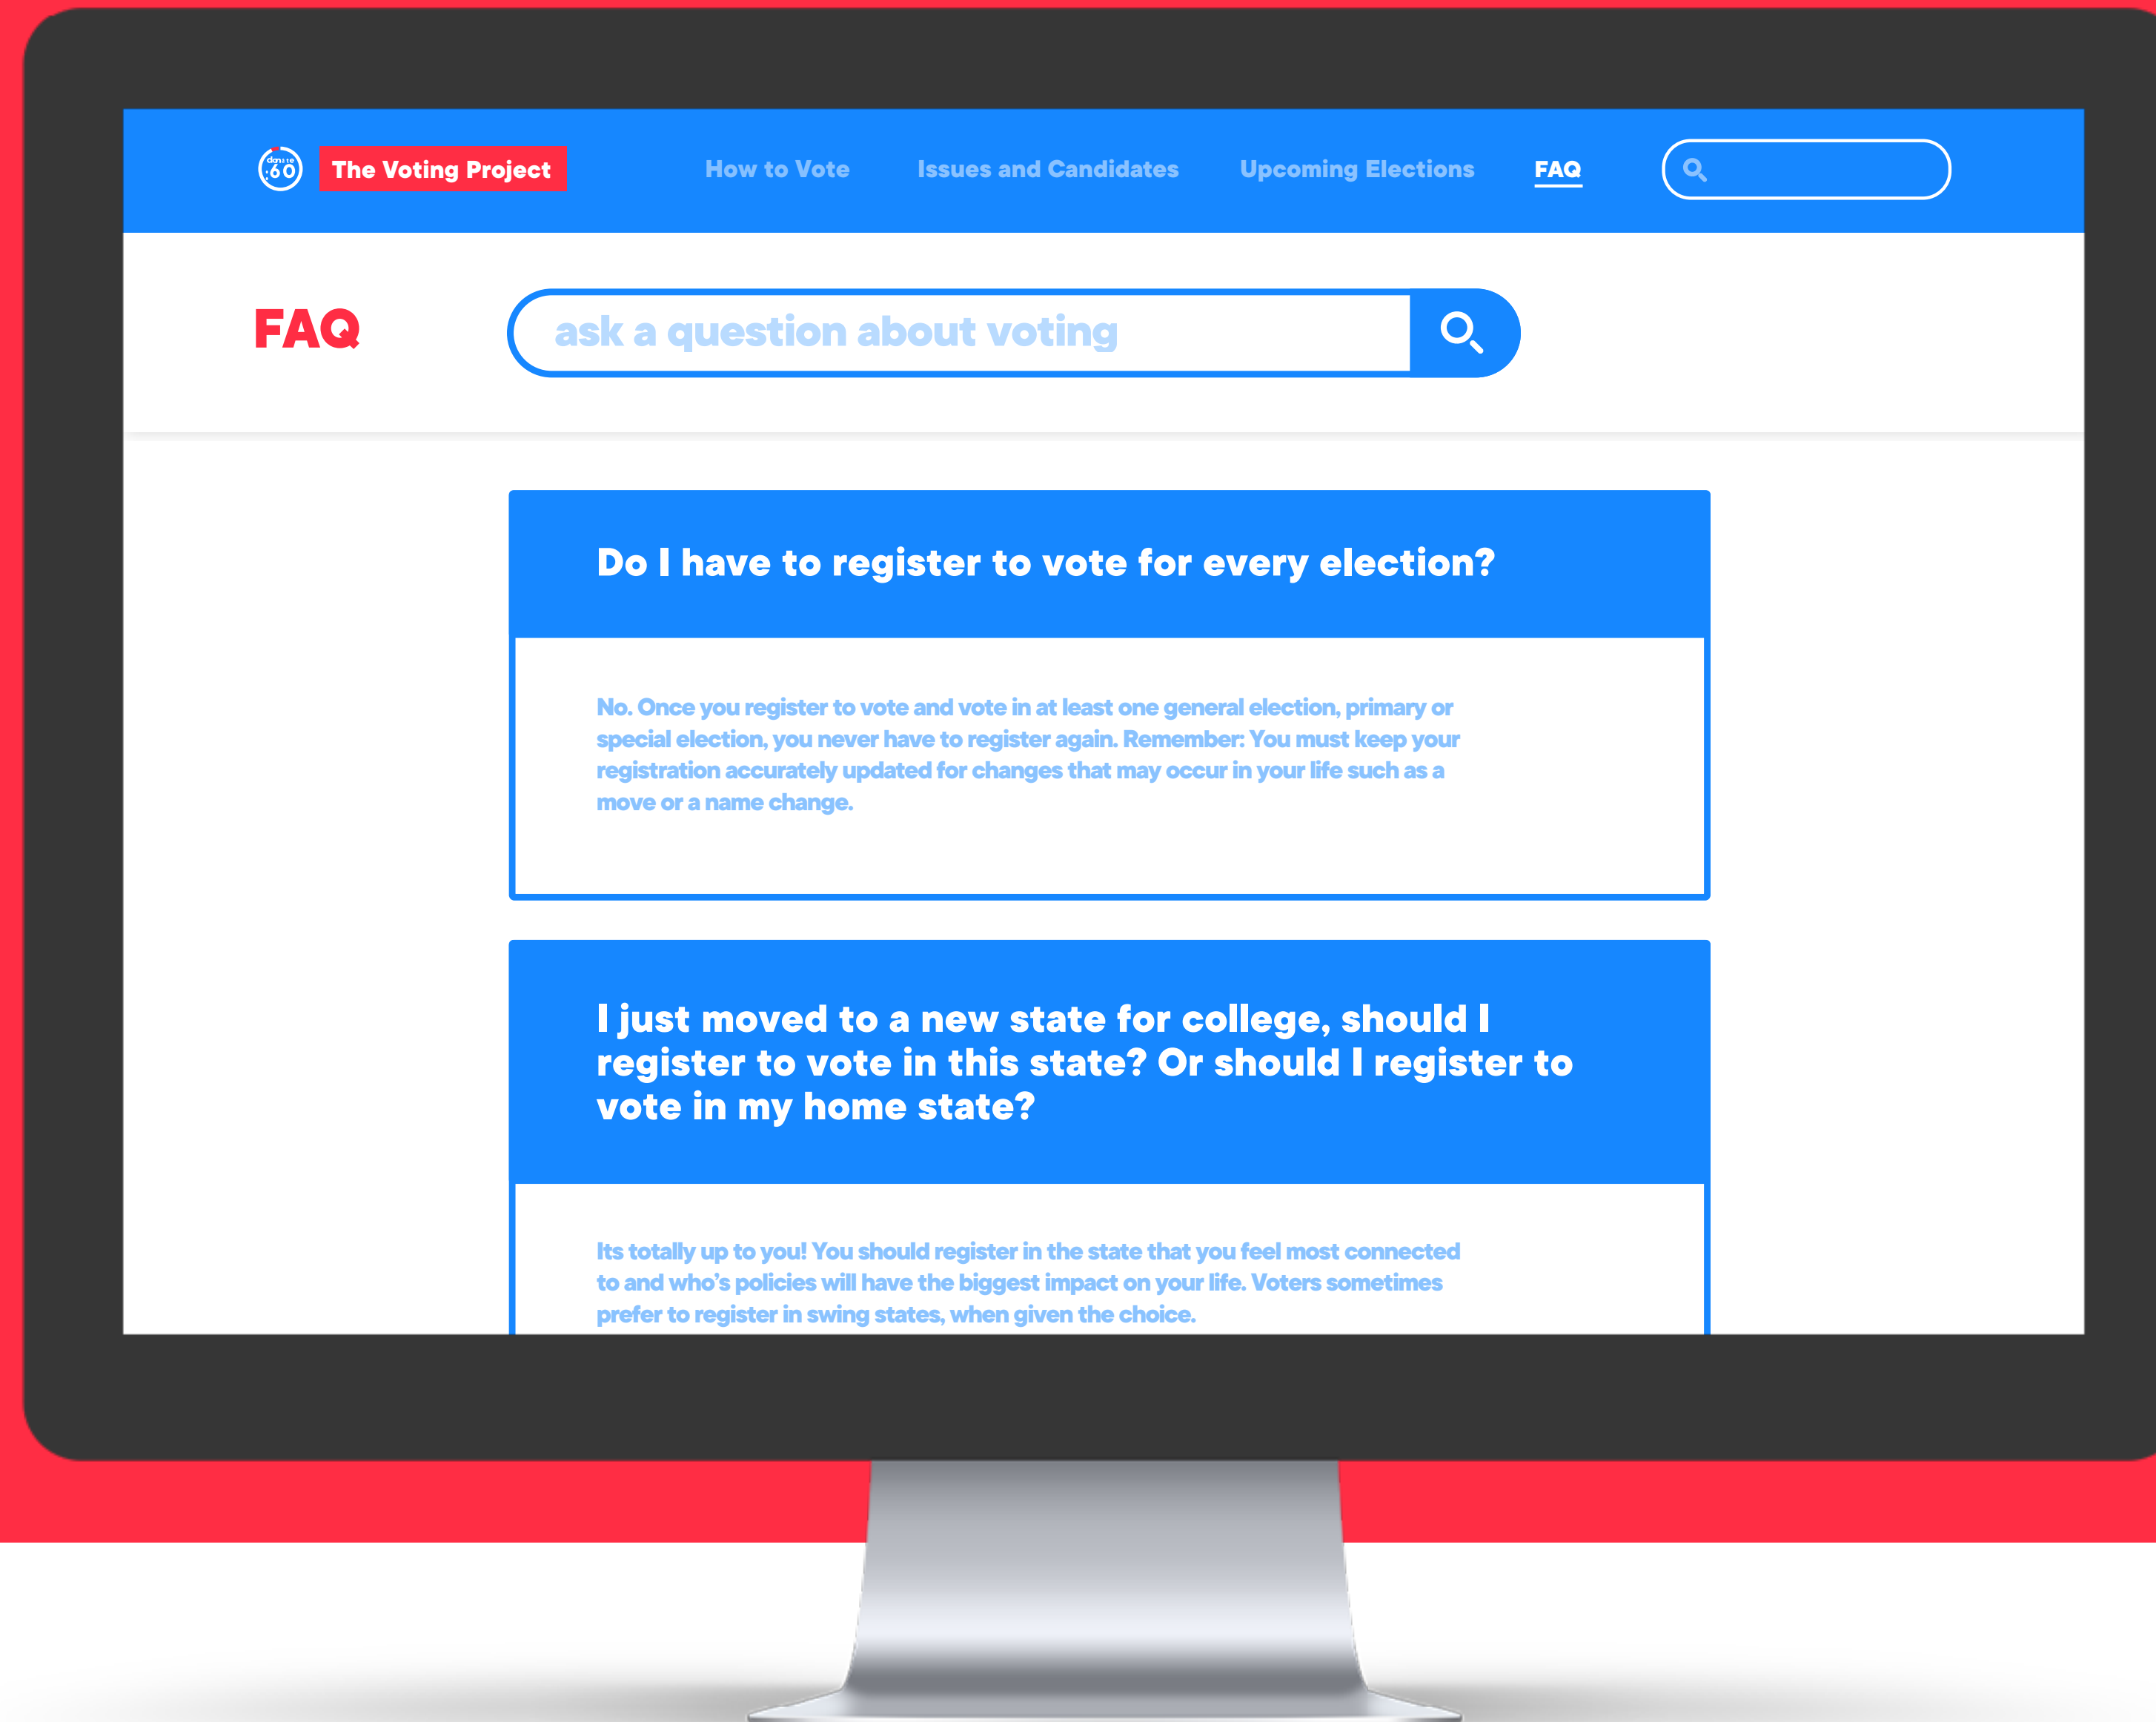 dan ite
:60
The Voting Project
How to Vote
Issues and Candidates
Upcoming Elections
FAQ
FAQ
ask a question about voting
Do I have to register to vote for every election?
No. Once you register to vote and vote in at least one general election, primary or
special election, you never have to register again. Remember: You must keep your
registration accurately updated for changes that may occur in your life such as a
move or a name change.
I just moved to a new state for college, should I
register to vote in this state? Or should I register to
vote in my home state?
Its totally up to you! You should register in the state that you feel most connected
to and who’s policies will have the biggest impact on your life. Voters sometimes
prefer to register in swing states, when given the choice.